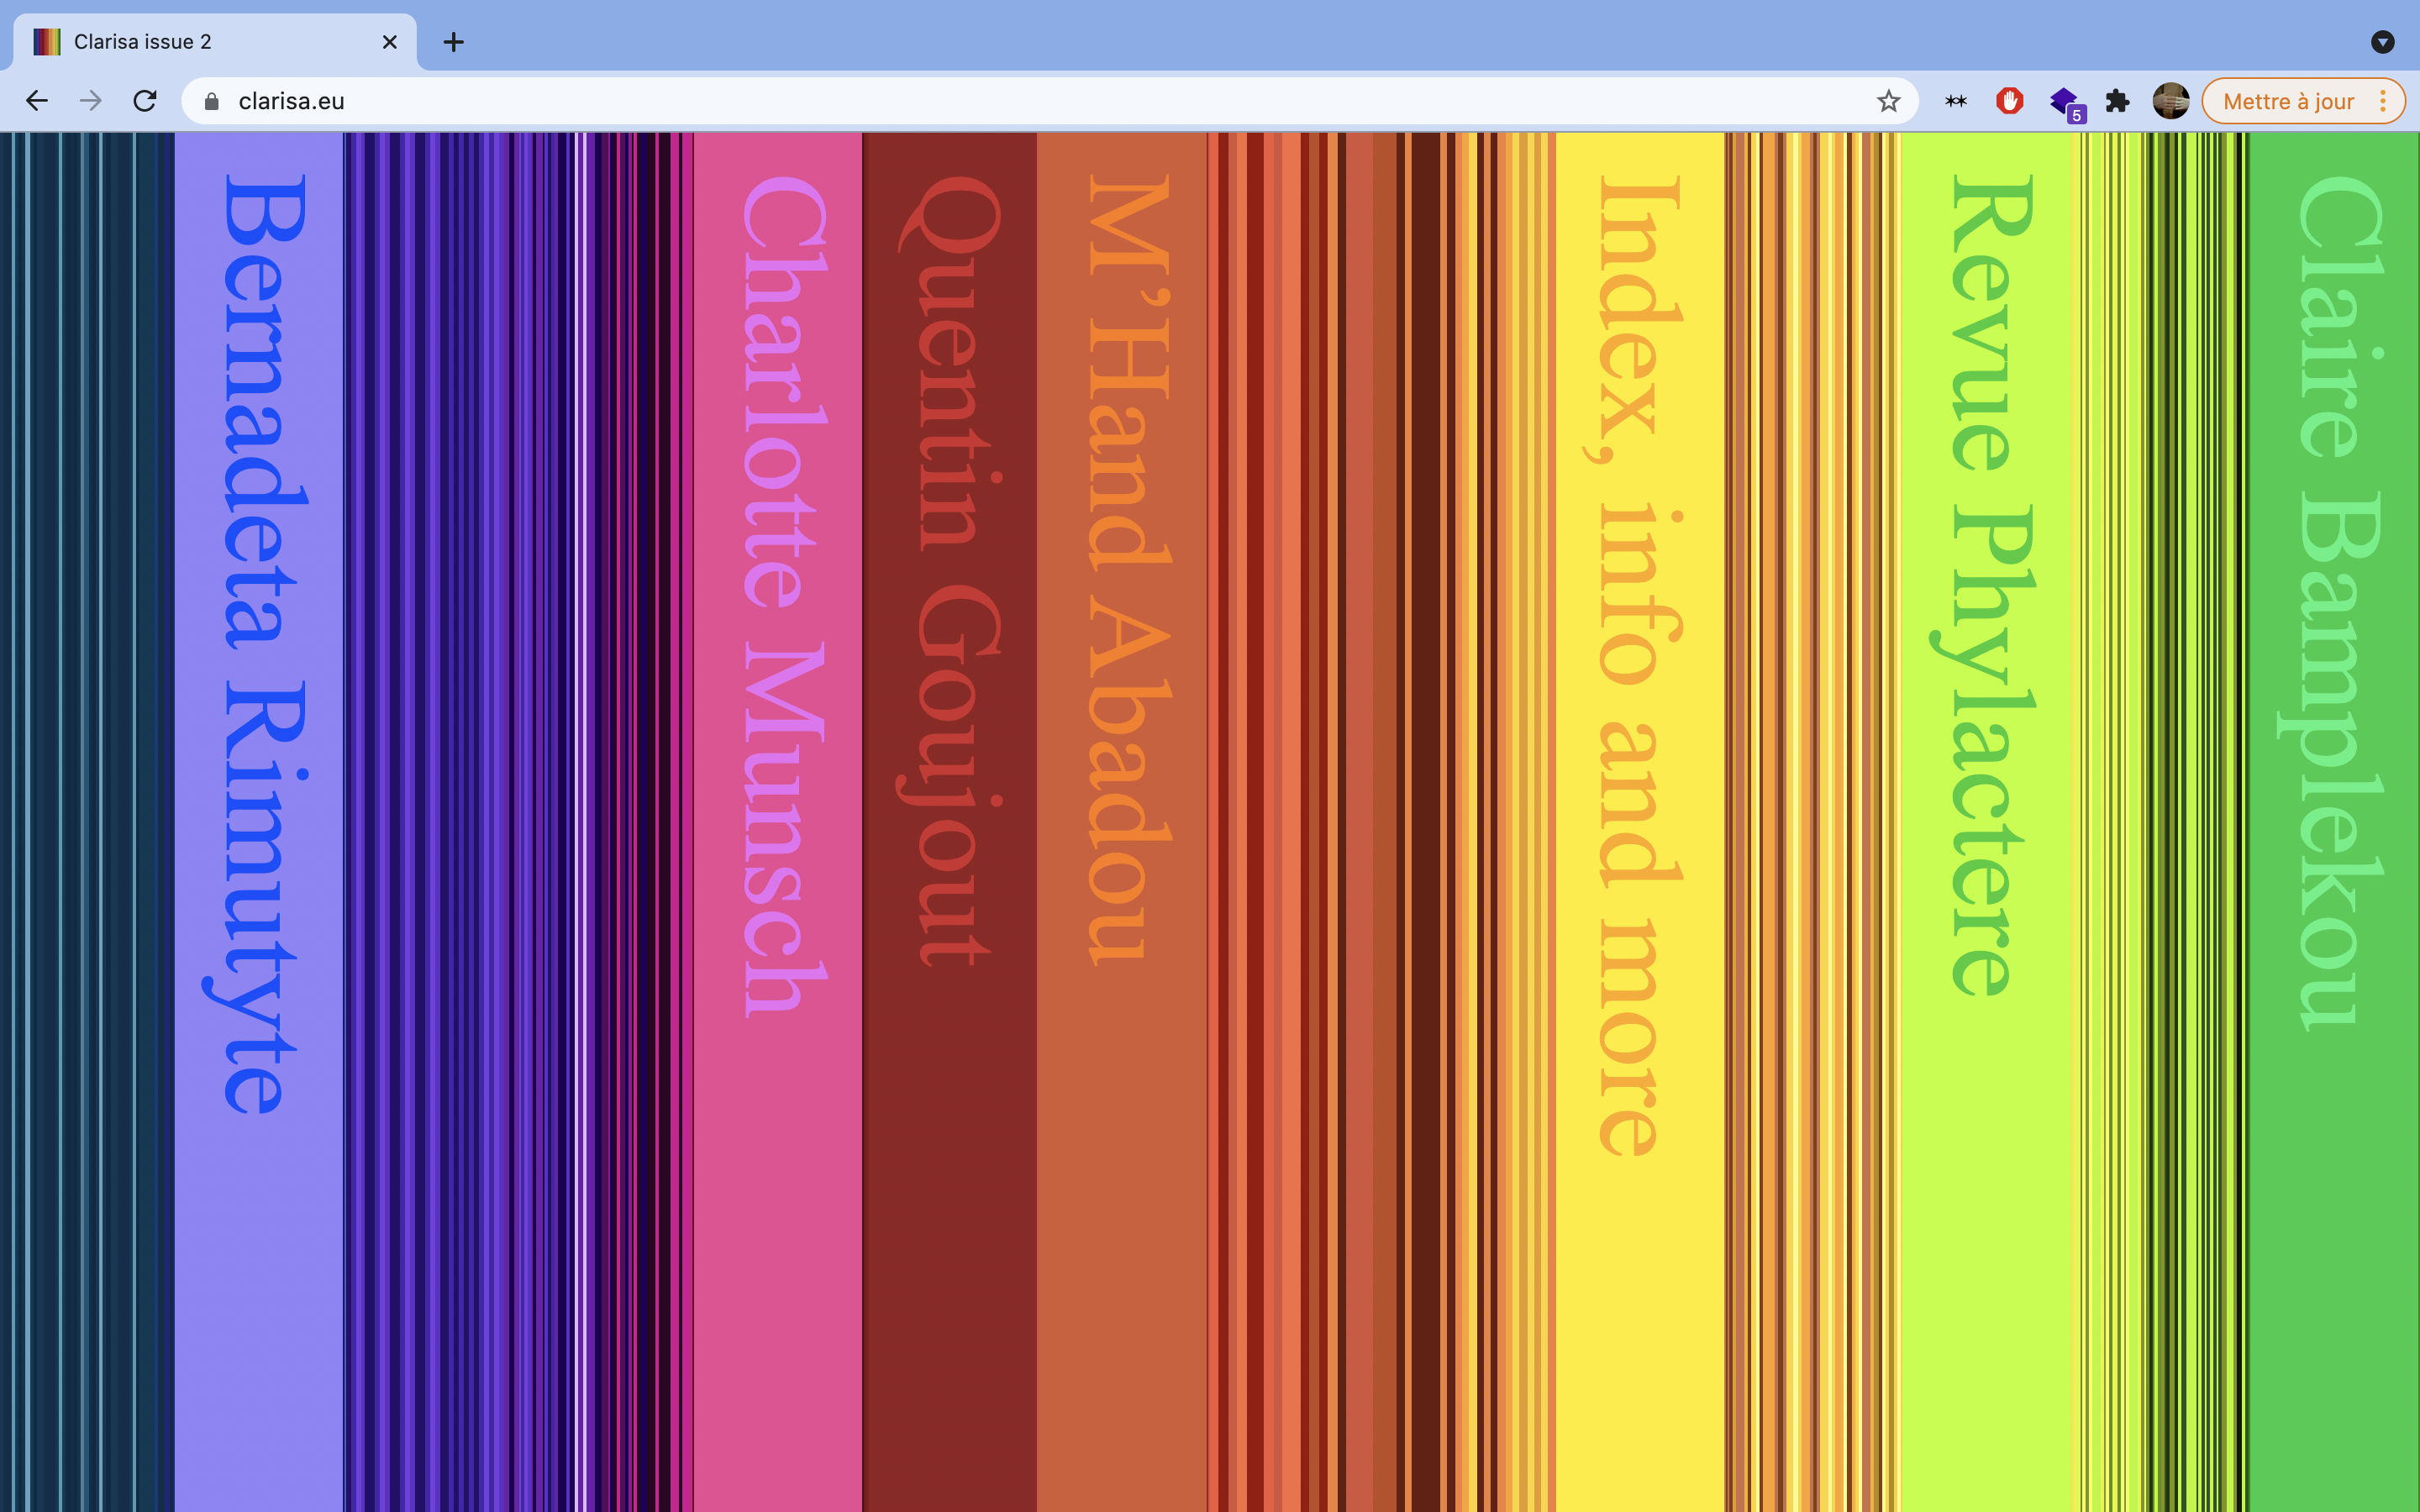 Clarisa issue 2
clarisa.eu
5
Mettre à jour
Bernadeta Rimutyte
Charlotte Munsch
Quentin Goujout
M’Hand Abadou
Index, info and more
Revue Phylactere
Claire Bamplekou